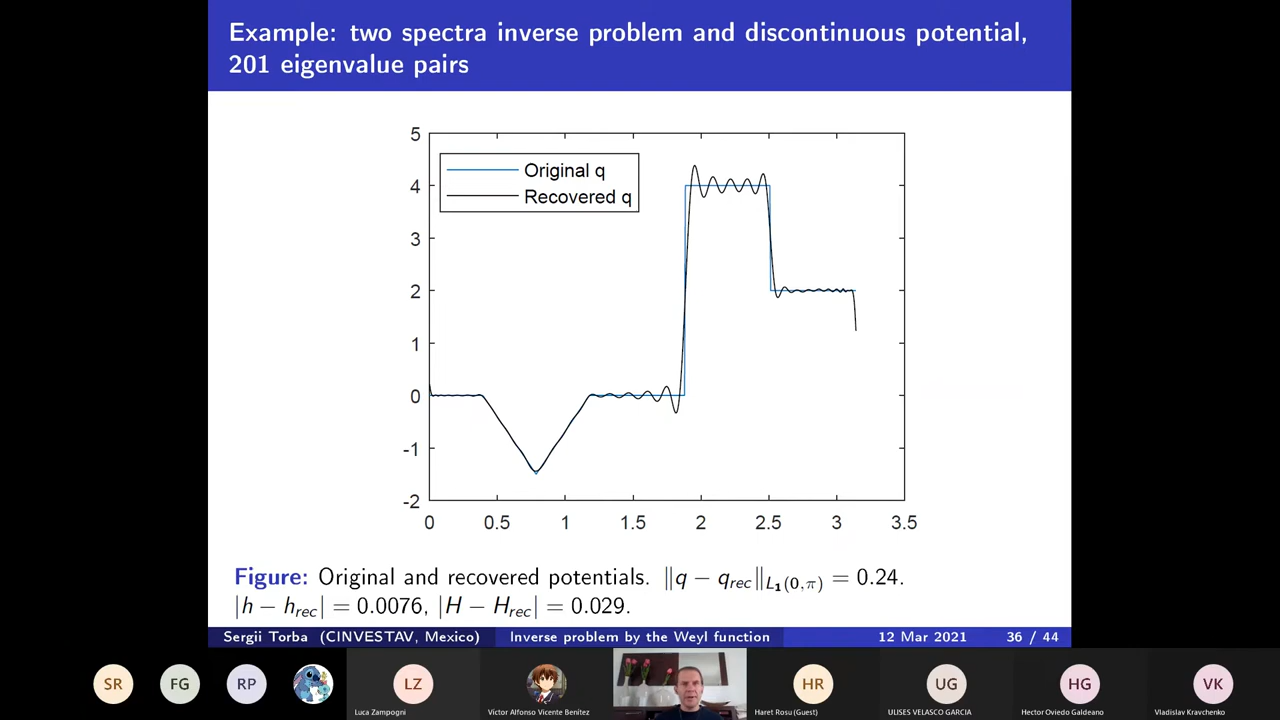 Example: two spectra inverse problem and discontinuous potential,
201 eigenvalue pairs
5
4
3
2
1
0
-1
-2
Original q
Recovered q
0 0.5 1 1.5 2 2.5 3 3.5
Figure: Original and recovered potentials. ‖q − q_rec‖_{L₁(0,π)} = 0.24.
|h − h_rec| = 0.0076, |H − H_rec| = 0.029.
Sergii Torba (CINVESTAV, Mexico) Inverse problem by the Weyl function 12 Mar 2021 36 / 44
SR FG RP LZ HR UG HG VK
Luca Zampogni Víctor Alfonso Vicente Benítez Haret Rosu (Guest) ULISES VELASCO GARCIA Hector Oviedo Galdeano Vladislav Kravchenko